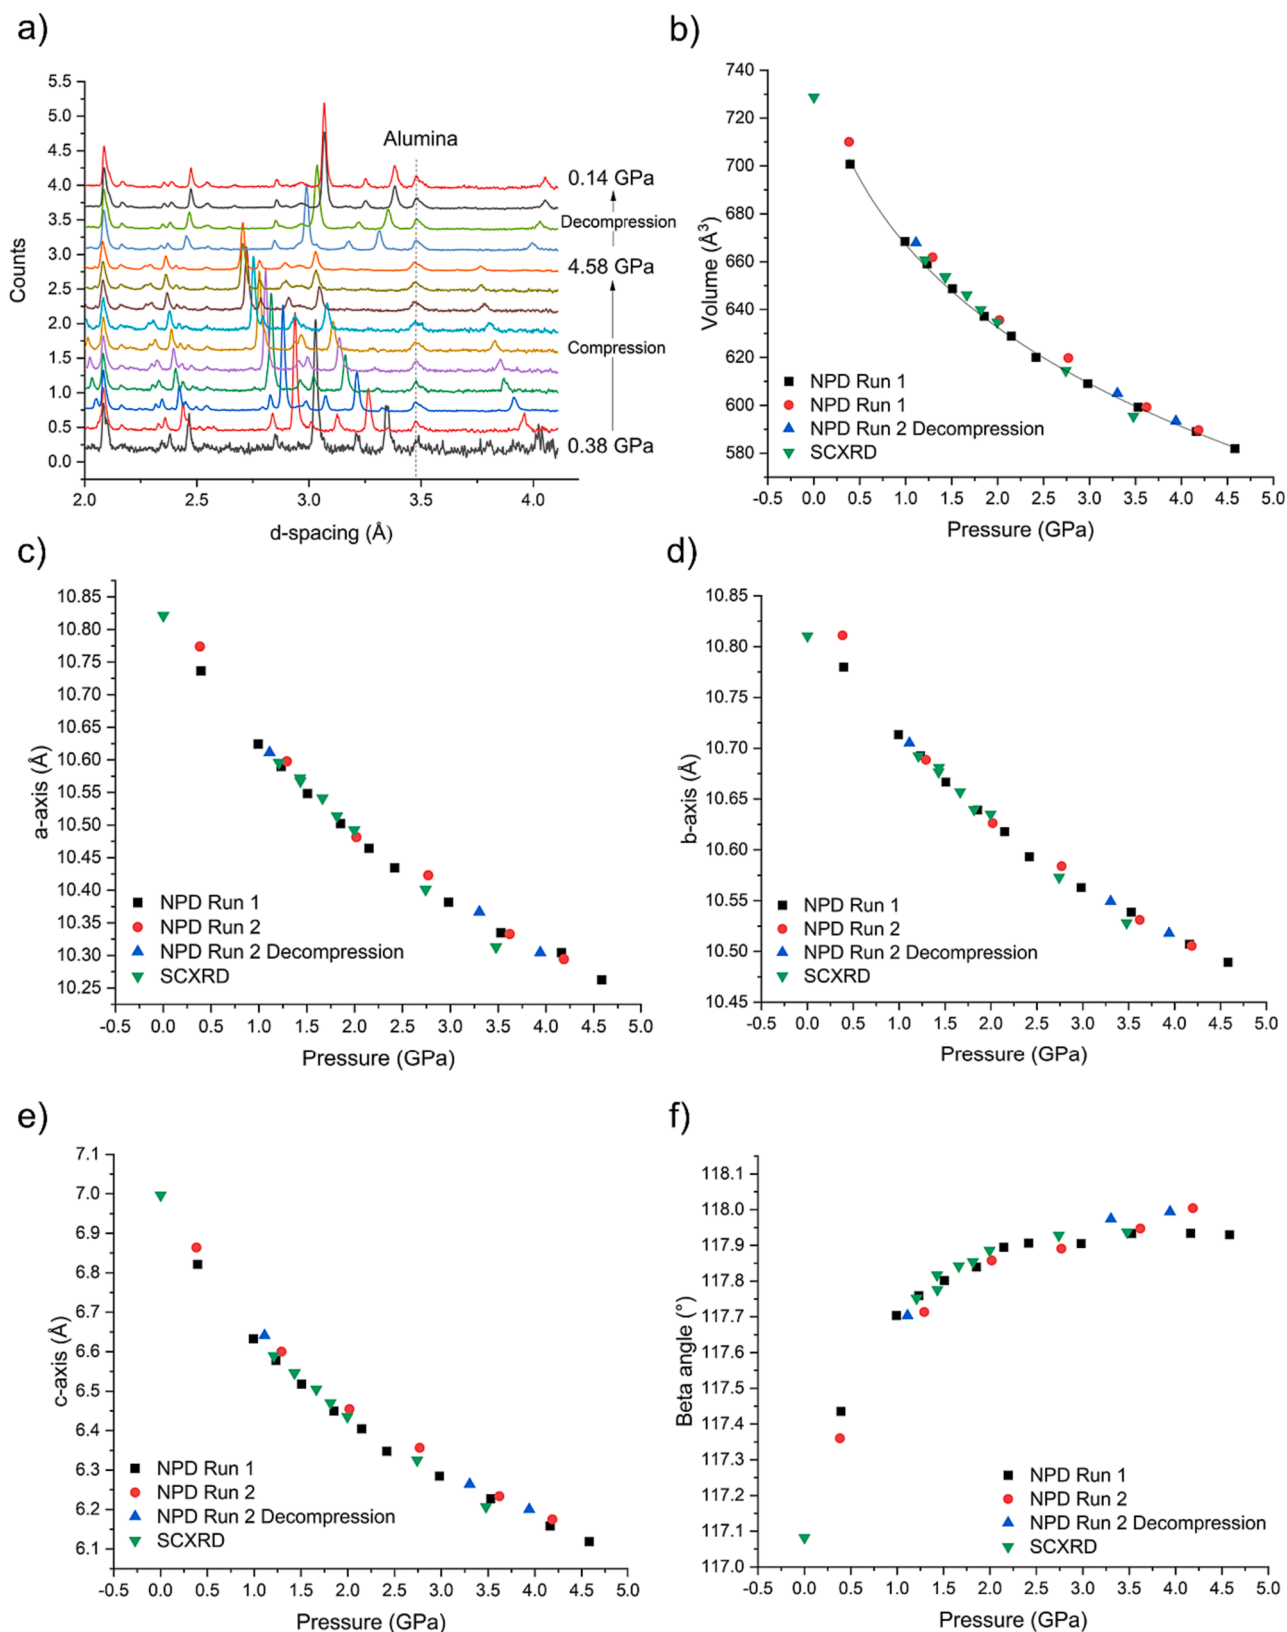 a)
5.5
5.0
4.5
4.0
3.5
3.0
2.5
2.0
1.5
1.0
0.5
0.0
Counts
Alumina
0.14 GPa
Decompression
4.58 GPa
Compression
0.38 GPa
2.0 2.5 3.0 3.5 4.0
d-spacing (Å)
b)
740
720
700
680
660
640
620
600
580
Volume (Å³)
NPD Run 1
NPD Run 1
NPD Run 2 Decompression
SCXRD
-0.5 0.0 0.5 1.0 1.5 2.0 2.5 3.0 3.5 4.0 4.5 5.0
Pressure (GPa)
c)
10.85
10.80
10.75
10.70
10.65
10.60
10.55
10.50
10.45
10.40
10.35
10.30
10.25
a-axis (Å)
NPD Run 1
NPD Run 2
NPD Run 2 Decompression
SCXRD
-0.5 0.0 0.5 1.0 1.5 2.0 2.5 3.0 3.5 4.0 4.5 5.0
Pressure (GPa)
d)
10.85
10.80
10.75
10.70
10.65
10.60
10.55
10.50
10.45
b-axis (Å)
NPD Run 1
NPD Run 2
NPD Run 2 Decompression
SCXRD
-0.5 0.0 0.5 1.0 1.5 2.0 2.5 3.0 3.5 4.0 4.5 5.0
Pressure (GPa)
e)
7.1
7.0
6.9
6.8
6.7
6.6
6.5
6.4
6.3
6.2
6.1
c-axis (Å)
NPD Run 1
NPD Run 2
NPD Run 2 Decompression
SCXRD
-0.5 0.0 0.5 1.0 1.5 2.0 2.5 3.0 3.5 4.0 4.5 5.0
Pressure (GPa)
f)
118.1
118.0
117.9
117.8
117.7
117.6
117.5
117.4
117.3
117.2
117.1
117.0
Beta angle (°)
NPD Run 1
NPD Run 2
NPD Run 2 Decompression
SCXRD
-0.5 0.0 0.5 1.0 1.5 2.0 2.5 3.0 3.5 4.0 4.5 5.0
Pressure (GPa)